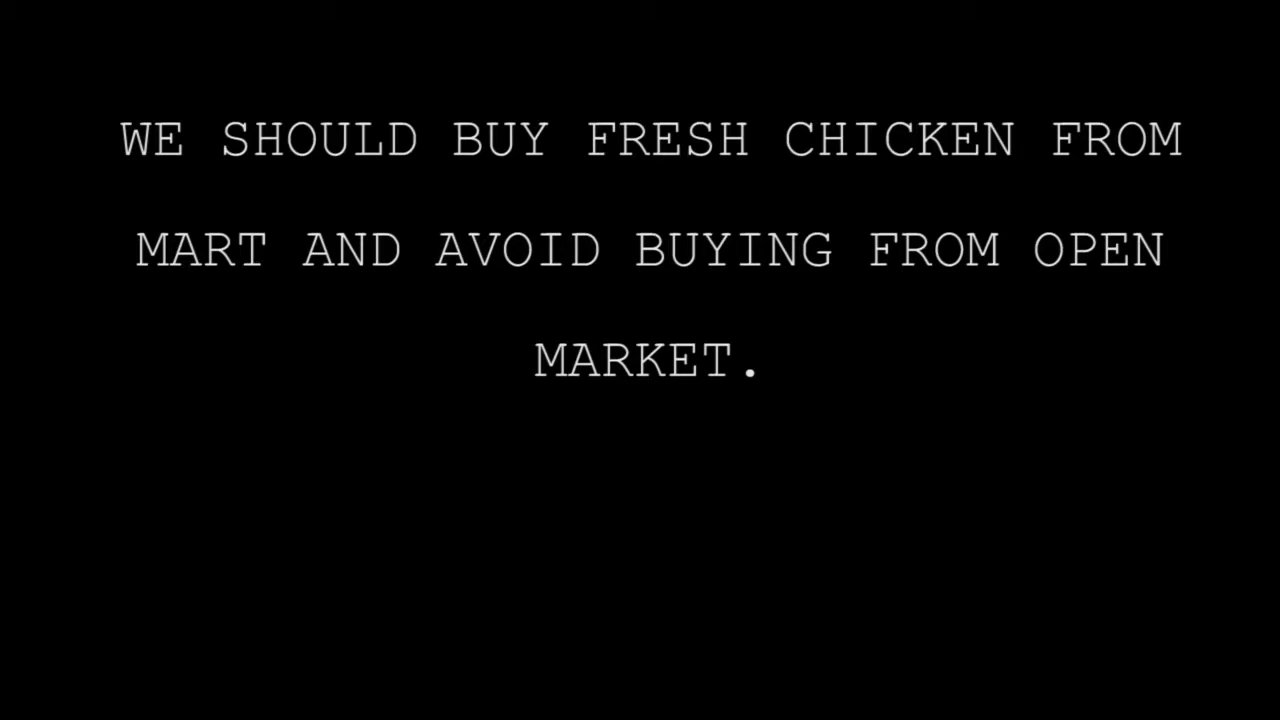 WE SHOULD BUY FRESH CHICKEN FROM
MART AND AVOID BUYING FROM OPEN
MARKET.